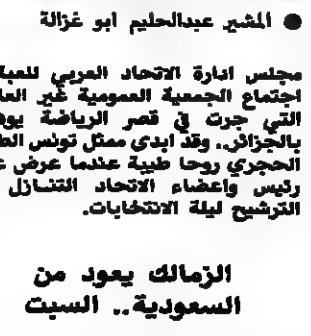 ● المشير عبدالحليم ابو غزالة
مجلس ادارة الاتحاد العربي للعبة
اجتماع الجمعية العمومية غير العا
التي جرت في قصر الرياضة يوم
بالجزائر.. وقد ابدى ممثل تونس الط
الحجري روحا طيبة عندما عرض ع
رئيس واعضاء الاتحاد التنازل
الترشيح ليلة الانتخابات.
الزمالك يعود من
السعودية.. السبت